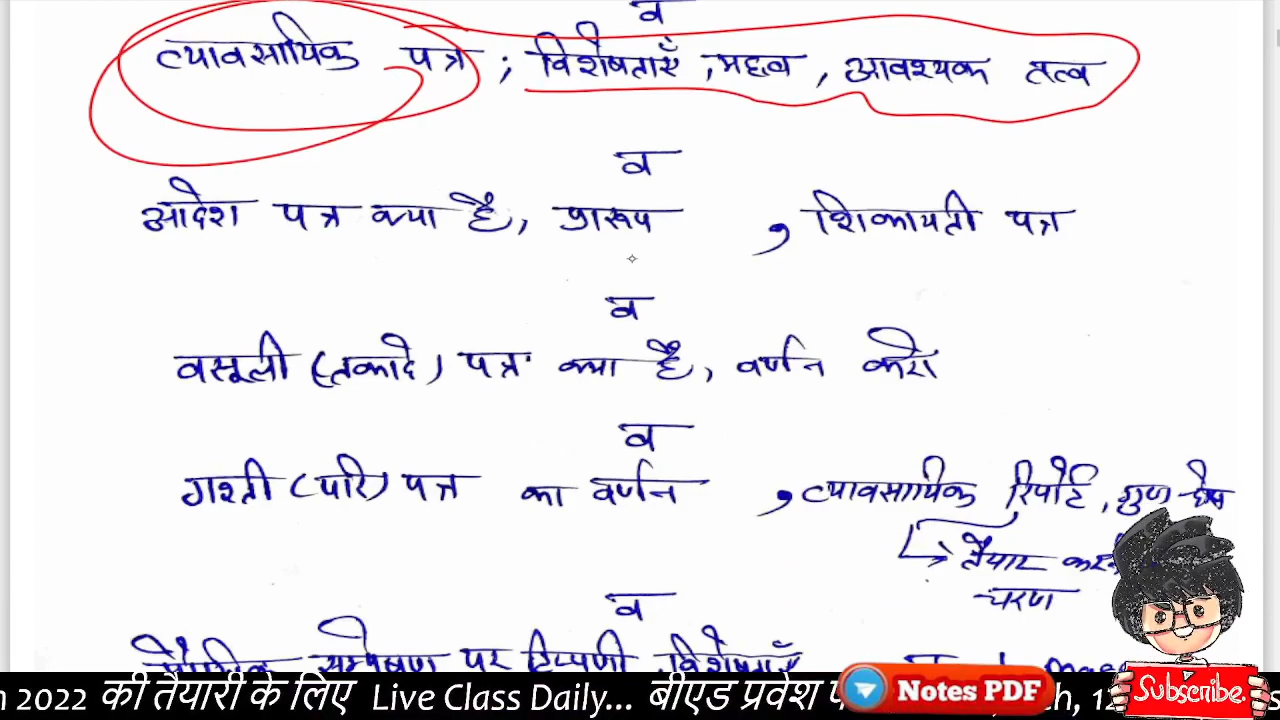 व
व्यावसायिक पत्र ; विशेषताएँ , महत्व , आवश्यक तत्व
व
आदेश पत्र क्या है, प्रारूप , शिकायती पत्र
व
वसूली (तकादे) पत्र क्या है, वर्णन करो
व
गश्ती (परि) पत्र का वर्णन , व्यावसायिक रिपोर्ट, गुण दोष
तैयार
चरण
व
सम्प्रेषण पर टिप्पणी विशेषताएँ
2022 की तैयारी के लिए Live Class Daily... बीएड प्रवेश
Notes PDF
Subscribe